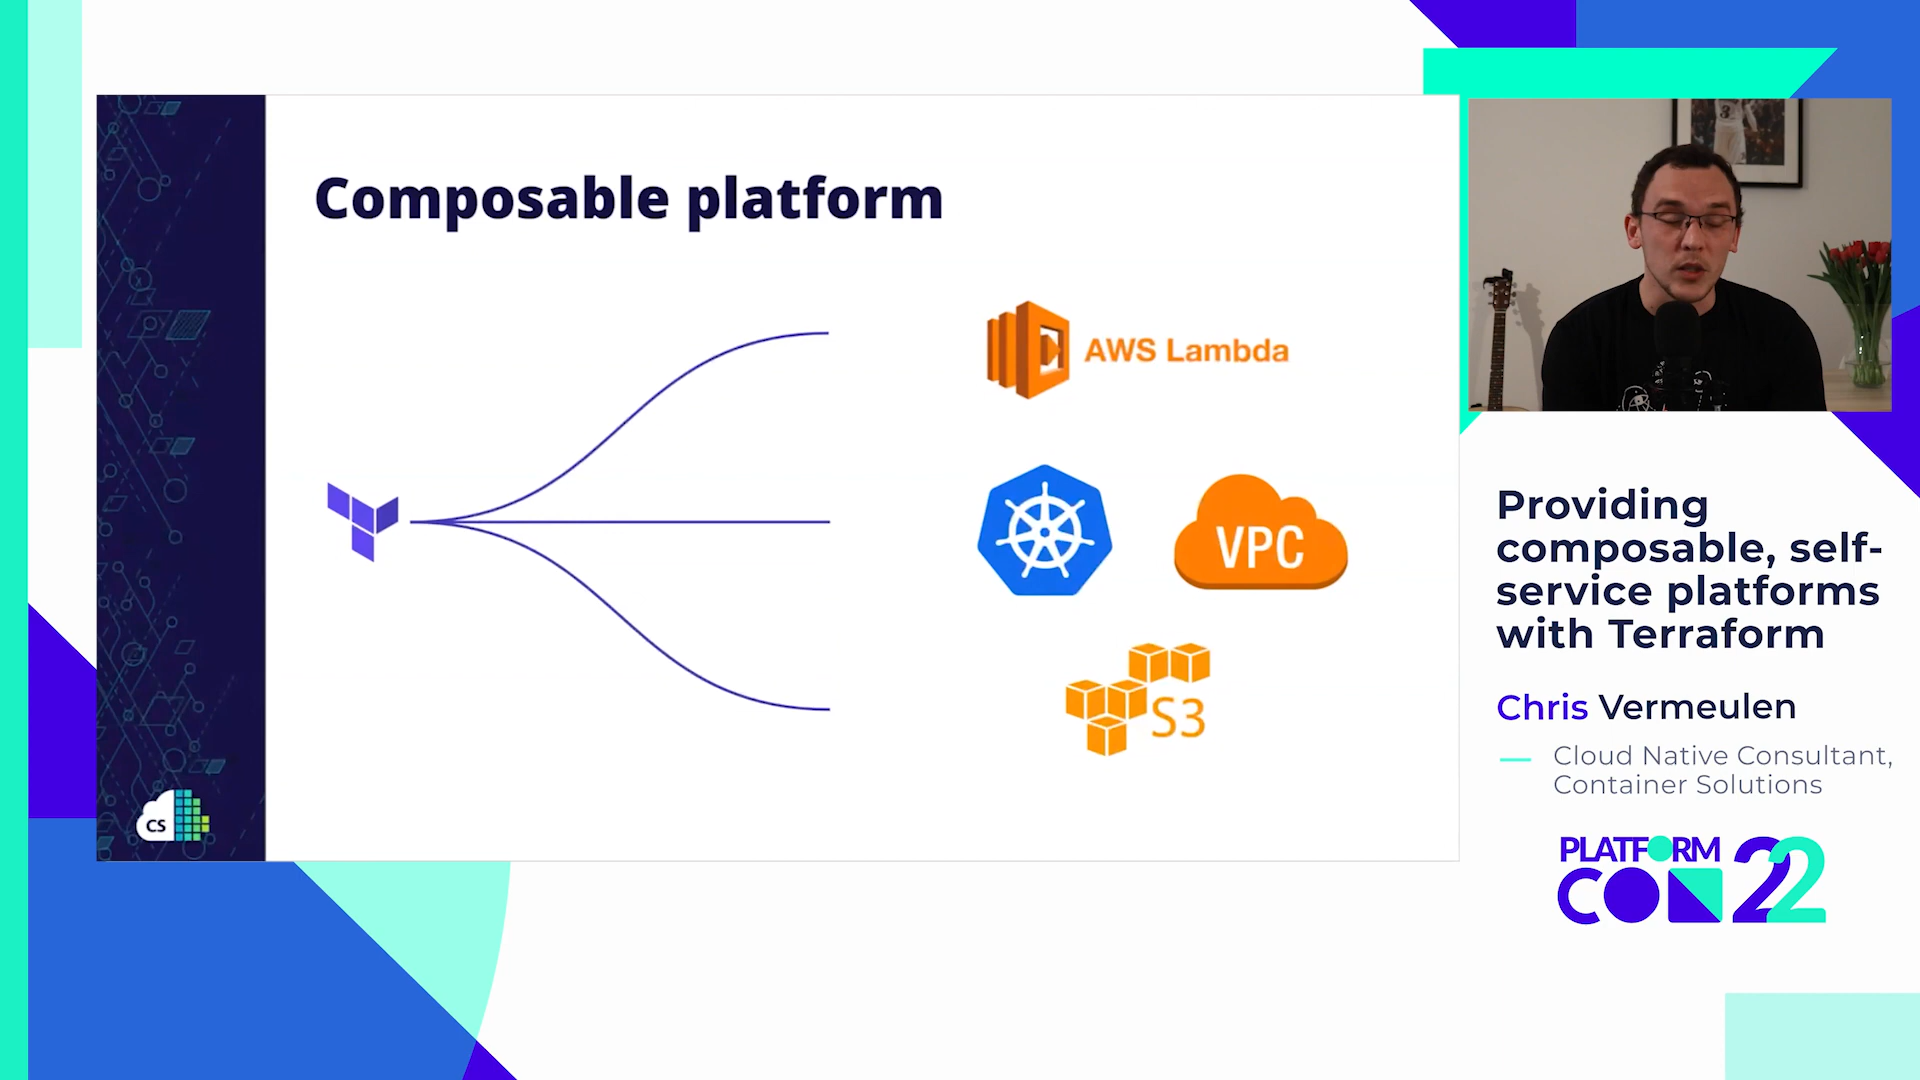 Composable platform
AWS Lambda
VPC
S3
CS
Providing
composable, self-
service platforms
with Terraform
Chris Vermeulen
Cloud Native Consultant,
Container Solutions
PLATFORM
CON 22